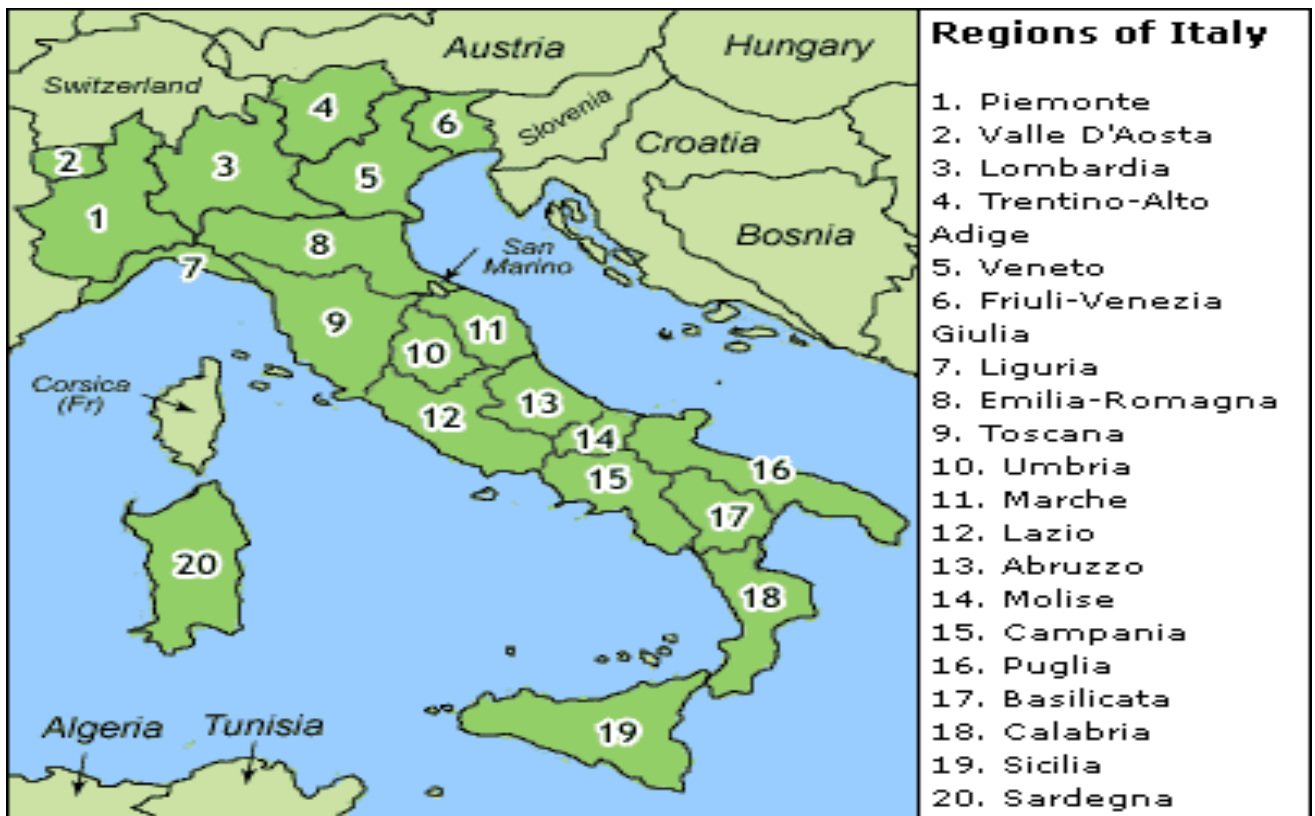 Austria
Hungary
Switzerland
Slovenia
Croatia
Bosnia
San
Marino
Corsica
(Fr)
Algeria
Tunisia
4
6
2
3
5
1
8
7
9
11
10
12
13
14
15
16
17
20
18
19
Regions of Italy
1. Piemonte
2. Valle D'Aosta
3. Lombardia
4. Trentino-Alto
Adige
5. Veneto
6. Friuli-Venezia
Giulia
7. Liguria
8. Emilia-Romagna
9. Toscana
10. Umbria
11. Marche
12. Lazio
13. Abruzzo
14. Molise
15. Campania
16. Puglia
17. Basilicata
18. Calabria
19. Sicilia
20. Sardegna